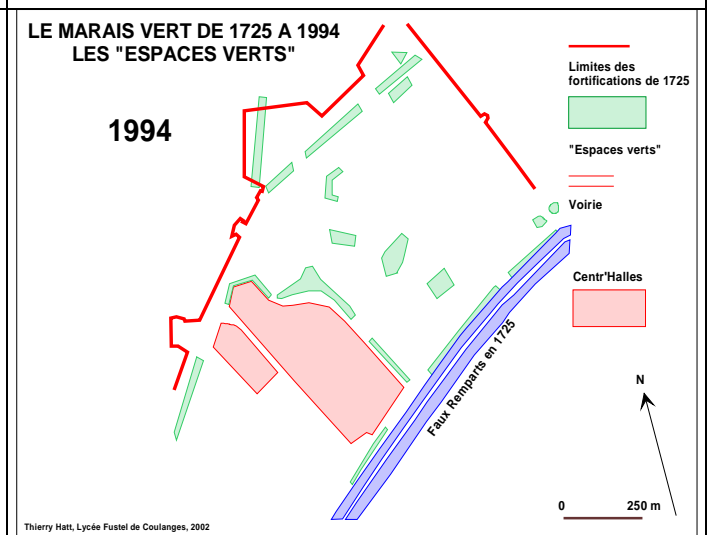 LE MARAIS VERT DE 1725 A 1994
LES "ESPACES VERTS"
1994
Limites des
fortifications de 1725
"Espaces verts"
Voirie
Centr'Halles
Faux Remparts en 1725
N
0 250 m
Thierry Hatt, Lycée Fustel de Coulanges, 2002